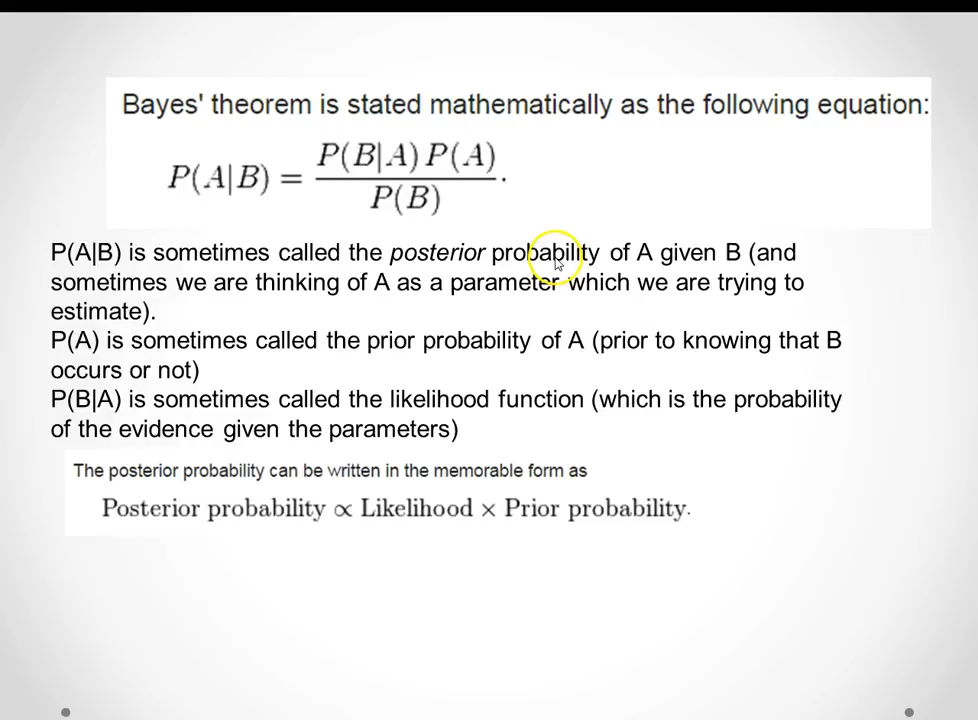 Bayes' theorem is stated mathematically as the following equation:
P(A|B) = P(B|A) P(A) / P(B).
P(A|B) is sometimes called the posterior probability of A given B (and
sometimes we are thinking of A as a parameter which we are trying to
estimate).
P(A) is sometimes called the prior probability of A (prior to knowing that B
occurs or not)
P(B|A) is sometimes called the likelihood function (which is the probability
of the evidence given the parameters)
The posterior probability can be written in the memorable form as
Posterior probability ∝ Likelihood × Prior probability.